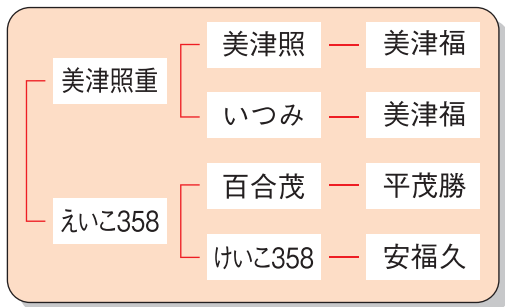 美津照重
美津照
美津福
いつみ
美津福
えいこ358
百合茂
平茂勝
けいこ358
安福久